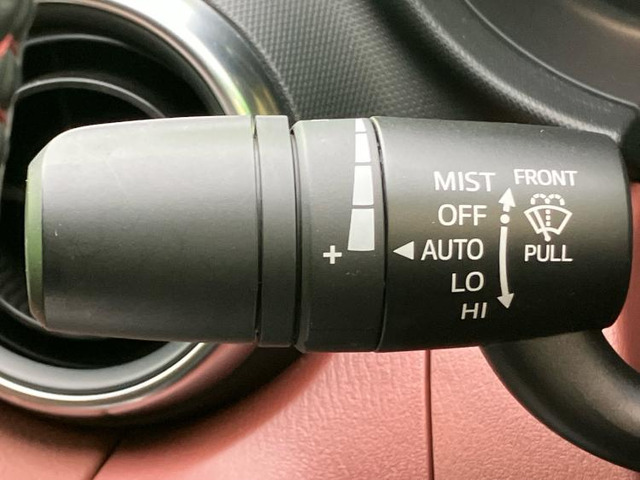 MIST
OFF
AUTO
LO
HI
FRONT
PULL
+